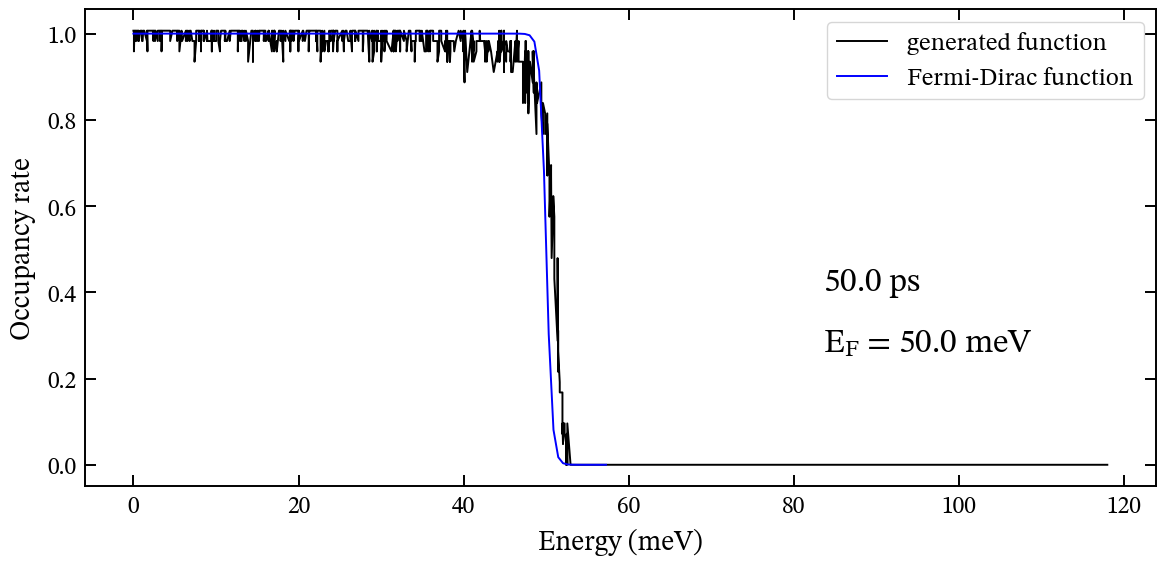 generated function
Fermi-Dirac function
Occupancy rate
1.0
0.8
0.6
0.4
0.2
0.0
50.0 ps
E_F = 50.0 meV
0 20 40 60 80 100 120
Energy (meV)